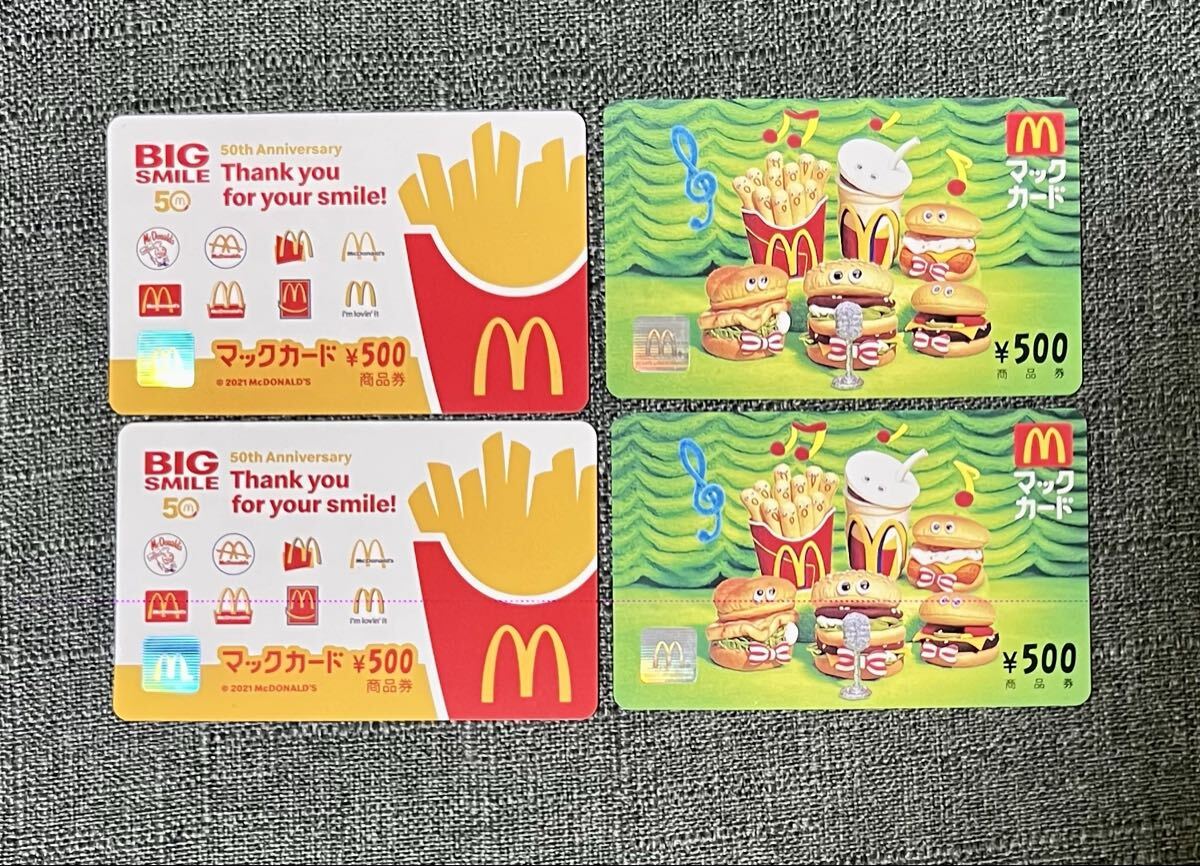 BIG
SMILE
50
50th Anniversary
Thank you
for your smile!
McDonald's
McDonald's
McDonald's
i'm lovin' it
マックカード ¥500
© 2021 McDONALD'S
商品券
マック
カード
¥500
商品券
BIG
SMILE
50
50th Anniversary
Thank you
for your smile!
McDonald's
McDonald's
McDonald's
i'm lovin' it
マックカード ¥500
© 2021 McDONALD'S
商品券
マック
カード
¥500
商品券